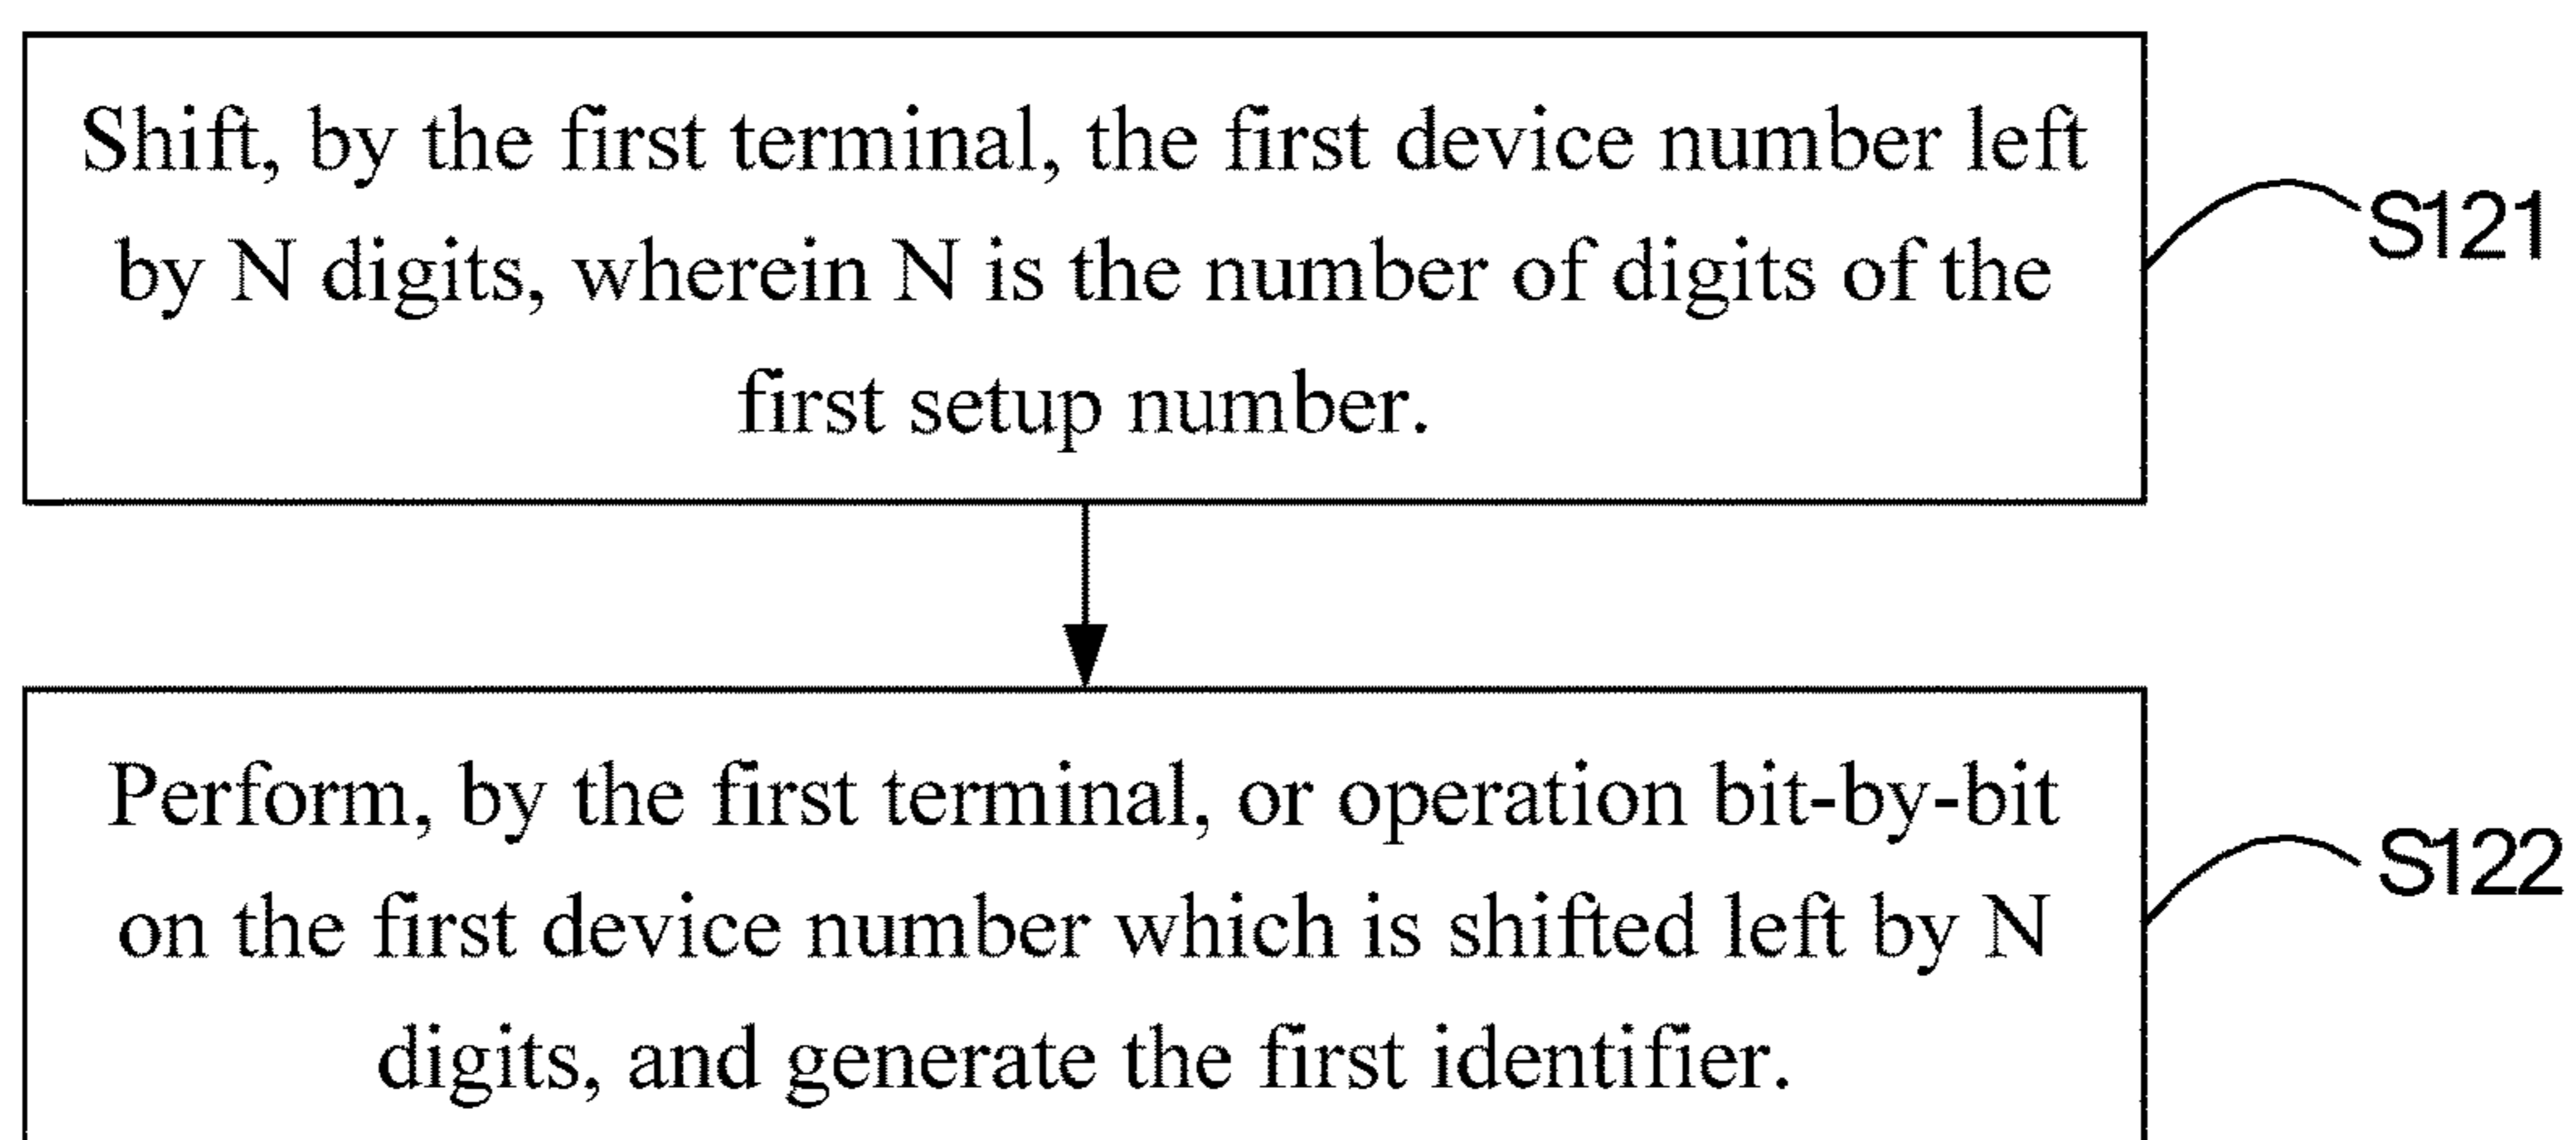 Shift, by the first terminal, the first device number left
by N digits, wherein N is the number of digits of the
first setup number.
S121
Perform, by the first terminal, or operation bit-by-bit
on the first device number which is shifted left by N
digits, and generate the first identifier.
S122